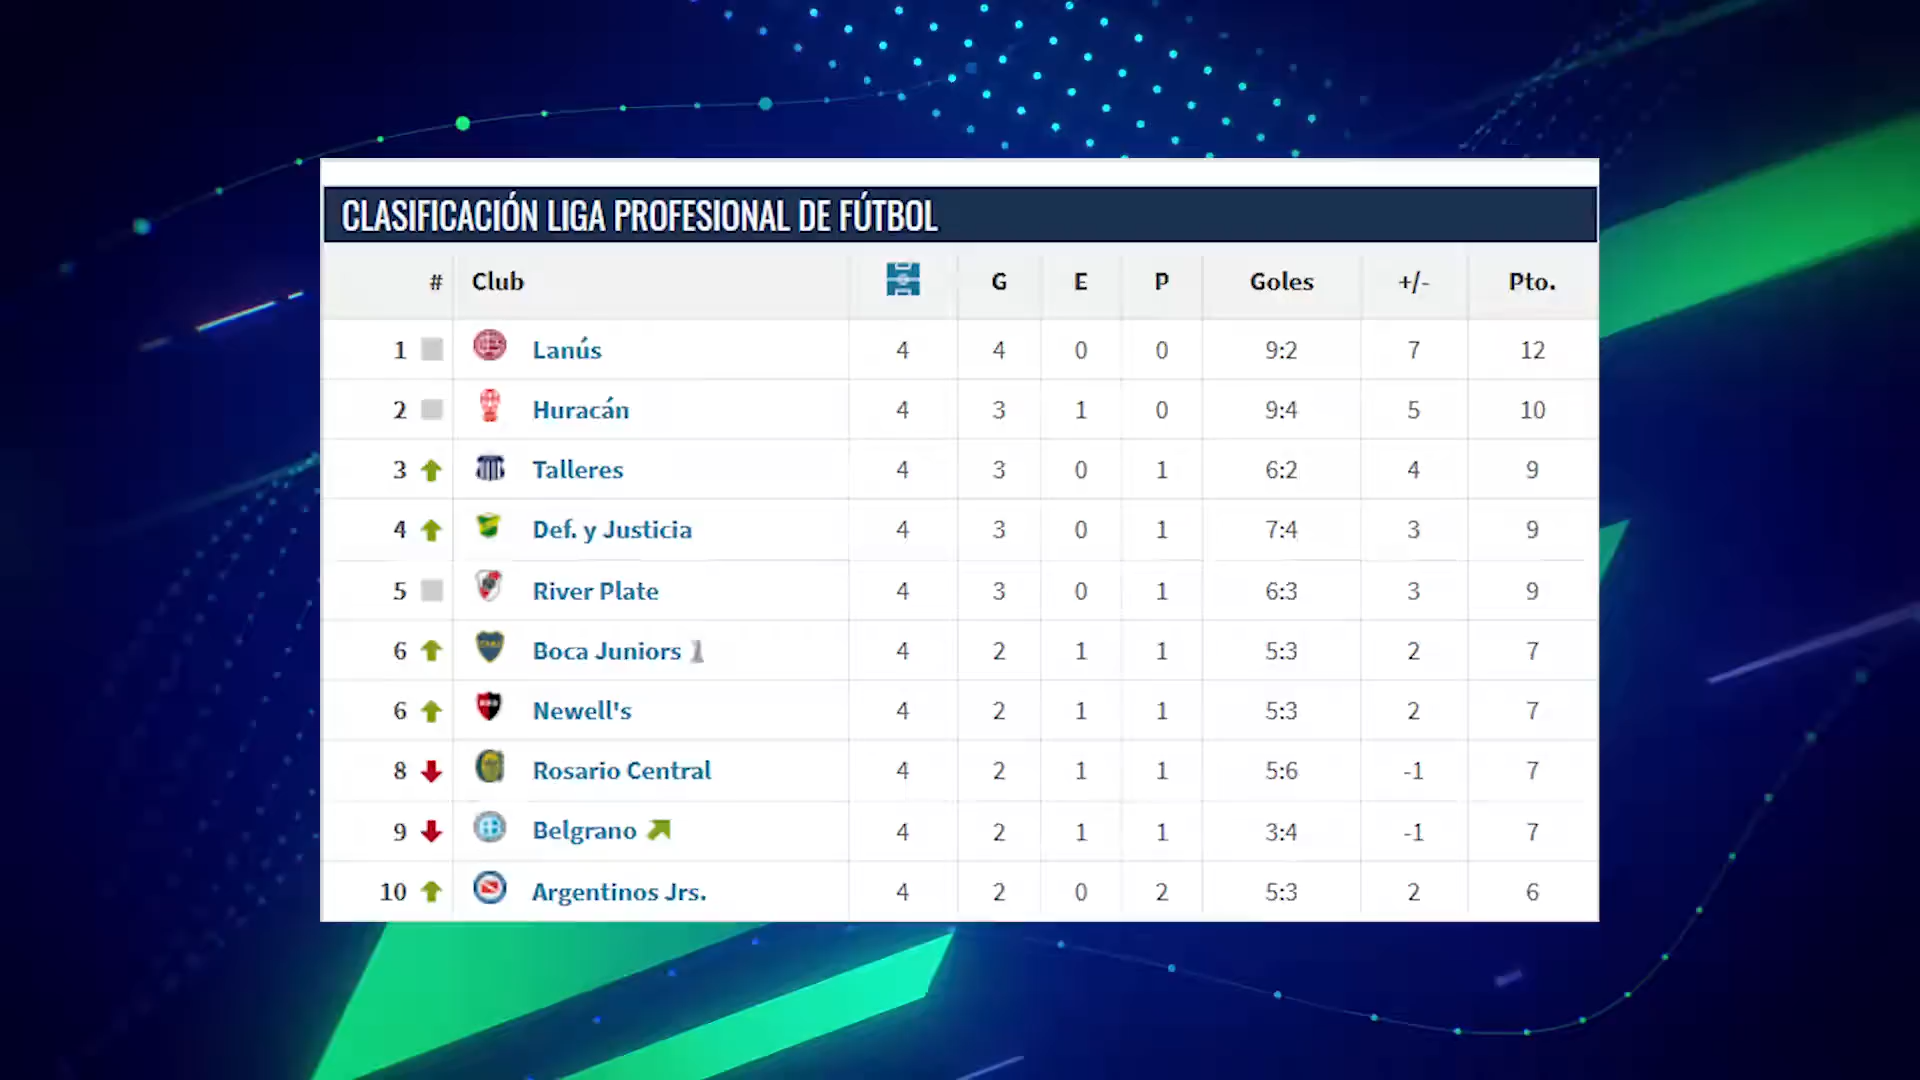 CLASIFICACIÓN LIGA PROFESIONAL DE FÚTBOL
# Club G E P Goles +/- Pto.
1 Lanús 4 4 0 0 9:2 7 12
2 Huracán 4 3 1 0 9:4 5 10
3 Talleres 4 3 0 1 6:2 4 9
4 Def. y Justicia 4 3 0 1 7:4 3 9
5 River Plate 4 3 0 1 6:3 3 9
6 Boca Juniors 4 2 1 1 5:3 2 7
6 Newell's 4 2 1 1 5:3 2 7
8 Rosario Central 4 2 1 1 5:6 -1 7
9 Belgrano 4 2 1 1 3:4 -1 7
10 Argentinos Jrs. 4 2 0 2 5:3 2 6